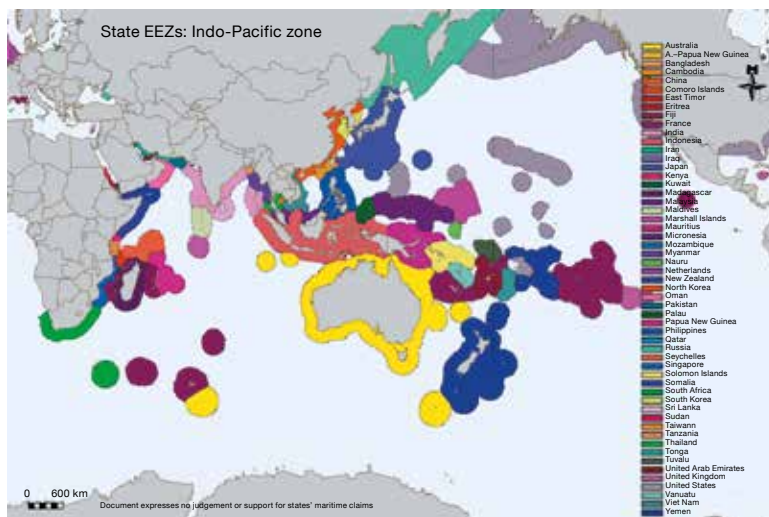 State EEZs: Indo-Pacific zone
Australia
A.–Papua New Guinea
Bangladesh
Cambodia
China
Comoro Islands
East Timor
Eritrea
Fiji
France
India
Indonesia
Iran
Iraq
Japan
Kenya
Kuwait
Madagascar
Malaysia
Maldives
Marshall Islands
Mauritius
Micronesia
Mozambique
Myanmar
Nauru
Netherlands
New Zealand
North Korea
Oman
Pakistan
Palau
Papua New Guinea
Philippines
Qatar
Russia
Seychelles
Singapore
Solomon Islands
Somalia
South Africa
South Korea
Sri Lanka
Sudan
Taiwann
Tanzania
Thailand
Tonga
Tuvalu
United Arab Emirates
United Kingdom
United States
Vanuatu
Viet Nam
Yemen
N
0 600 km
Document expresses no judgement or support for states' maritime claims